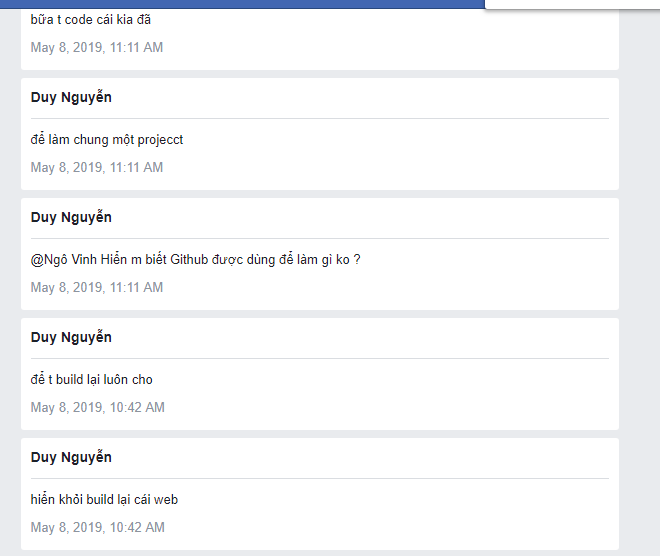 bữa t code cái kia đã
May 8, 2019, 11:11 AM
Duy Nguyễn
để làm chung một projecct
May 8, 2019, 11:11 AM
Duy Nguyễn
@Ngô Vinh Hiển m biết Github được dùng để làm gì ko ?
May 8, 2019, 11:11 AM
Duy Nguyễn
để t build lại luôn cho
May 8, 2019, 10:42 AM
Duy Nguyễn
hiển khỏi build lại cái web
May 8, 2019, 10:42 AM